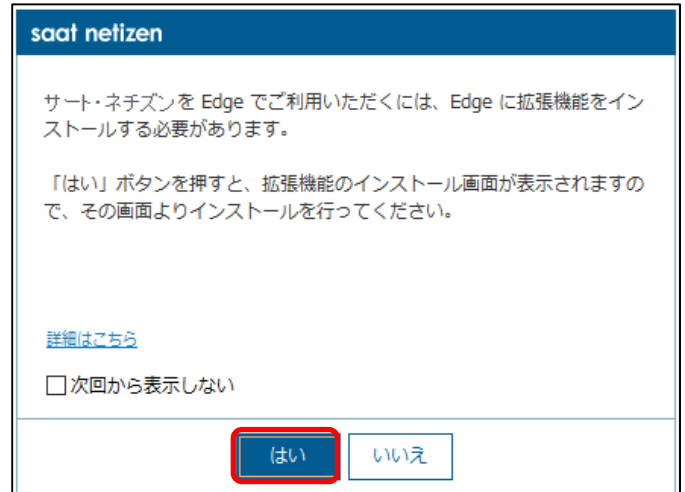 saat netizen
サート・ネチズンを Edge でご利用いただくには、Edge に拡張機能をイン
ストールする必要があります。
「はい」ボタンを押すと、拡張機能のインストール画面が表示されますの
で、その画面よりインストールを行ってください。
詳細はこちら
次回から表示しない
はい いいえ